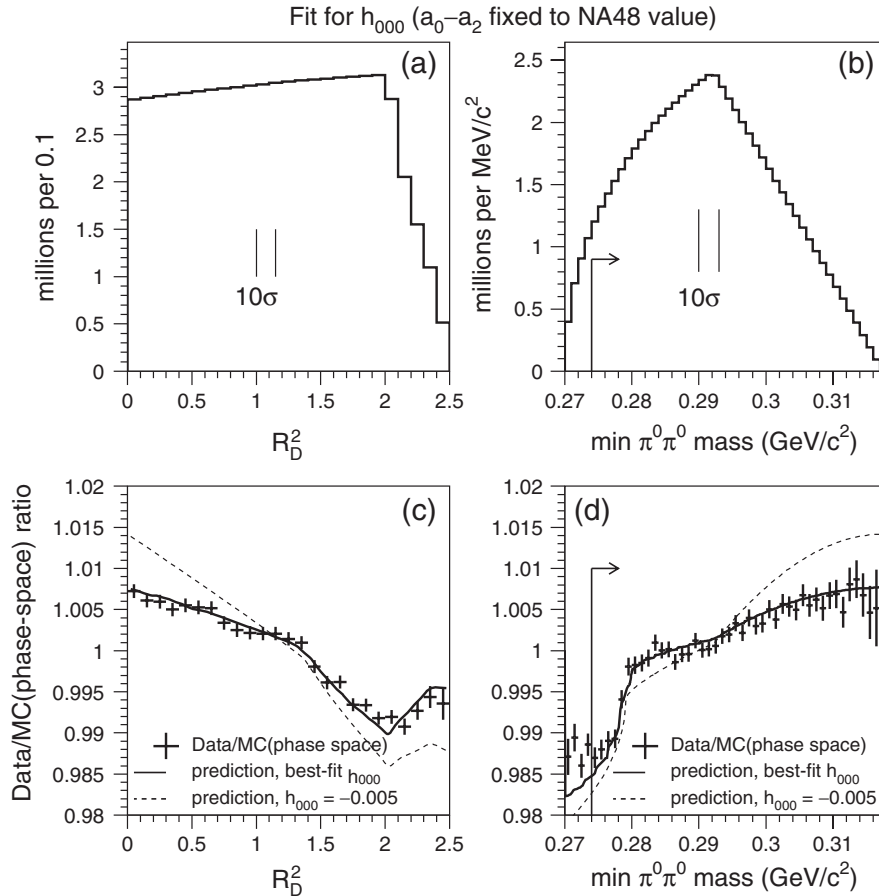 Fit for h₀₀₀ (a₀–a₂ fixed to NA48 value)
(a)
millions per 0.1
3
2.5
2
1.5
1
0.5
0
10σ
0 0.5 1 1.5 2 2.5
R_D^2
(b)
millions per MeV/c²
2.5
2
1.5
1
0.5
0
10σ
0.27 0.28 0.29 0.3 0.31
min π⁰π⁰ mass (GeV/c²)
(c)
Data/MC(phase-space) ratio
1.02
1.015
1.01
1.005
1
0.995
0.99
0.985
0.98
Data/MC(phase space)
prediction, best-fit h₀₀₀
prediction, h₀₀₀ = –0.005
0 0.5 1 1.5 2 2.5
R_D^2
(d)
1.02
1.015
1.01
1.005
1
0.995
0.99
0.985
0.98
Data/MC(phase space)
prediction, best-fit h₀₀₀
prediction, h₀₀₀ = –0.005
0.27 0.28 0.29 0.3 0.31
min π⁰π⁰ mass (GeV/c²)